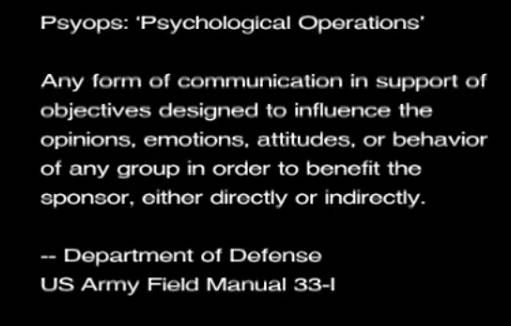 Psyops: 'Psychological Operations'
Any form of communication in support of
objectives designed to influence the
opinions, emotions, attitudes, or behavior
of any group in order to benefit the
sponsor, either directly or indirectly.
-- Department of Defense
US Army Field Manual 33-I